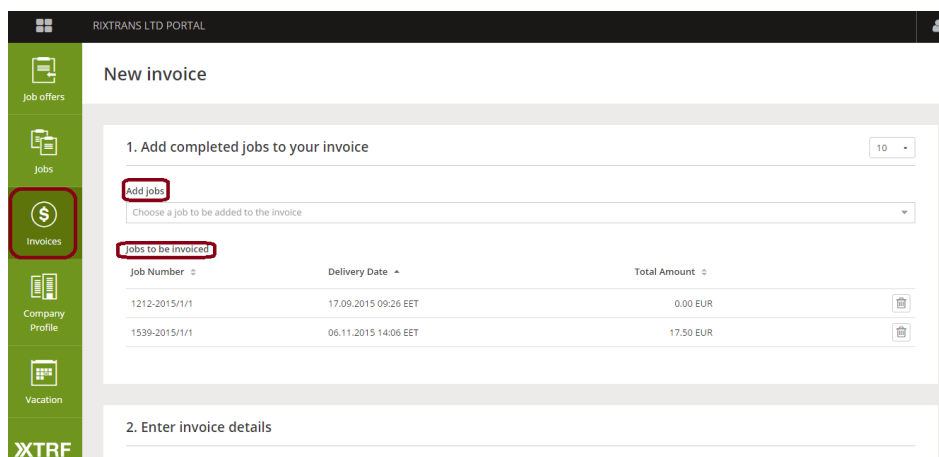 RIXTRANS LTD PORTAL
Job offers
Jobs
Invoices
Company
Profile
Vacation
XTRF
New invoice
1. Add completed jobs to your invoice
10
Add jobs
Choose a job to be added to the invoice
Jobs to be invoiced
Job Number Delivery Date Total Amount
1212-2015/1/1 17.09.2015 09:26 EET 0.00 EUR
1539-2015/1/1 06.11.2015 14:06 EET 17.50 EUR
2. Enter invoice details